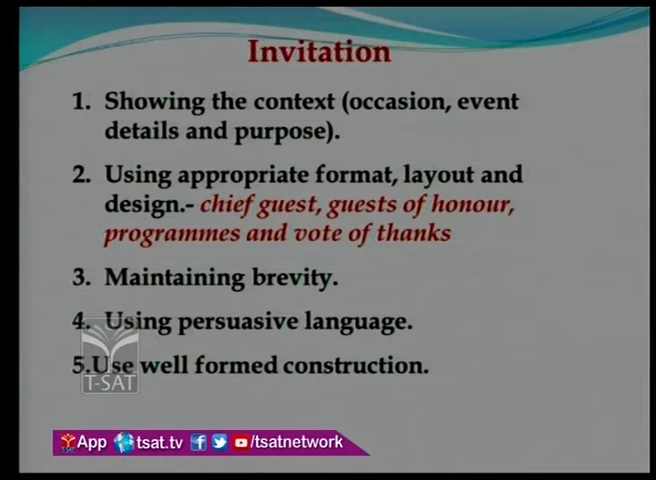 Invitation
1. Showing the context (occasion, event
details and purpose).
2. Using appropriate format, layout and
design.- chief guest, guests of honour,
programmes and vote of thanks
3. Maintaining brevity.
4. Using persuasive language.
5.Use well formed construction.
T-SAT
App tsat.tv /tsatnetwork